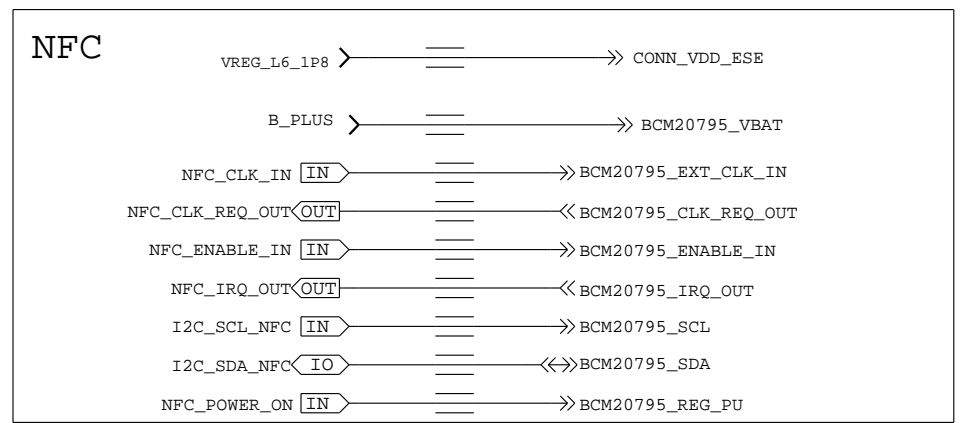 NFC
VREG_L6_1P8 CONN_VDD_ESE
B_PLUS BCM20795_VBAT
NFC_CLK_IN IN BCM20795_EXT_CLK_IN
NFC_CLK_REQ_OUT OUT BCM20795_CLK_REQ_OUT
NFC_ENABLE_IN IN BCM20795_ENABLE_IN
NFC_IRQ_OUT OUT BCM20795_IRQ_OUT
I2C_SCL_NFC IN BCM20795_SCL
I2C_SDA_NFC IO BCM20795_SDA
NFC_POWER_ON IN BCM20795_REG_PU